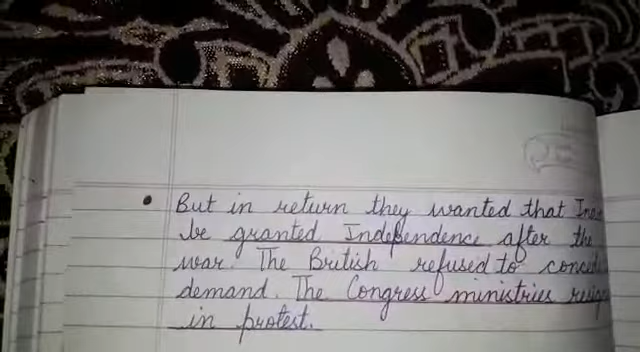 But in return they wanted that
be granted Independence after the
war. The British refused to
demand. The Congress ministries
in protest.